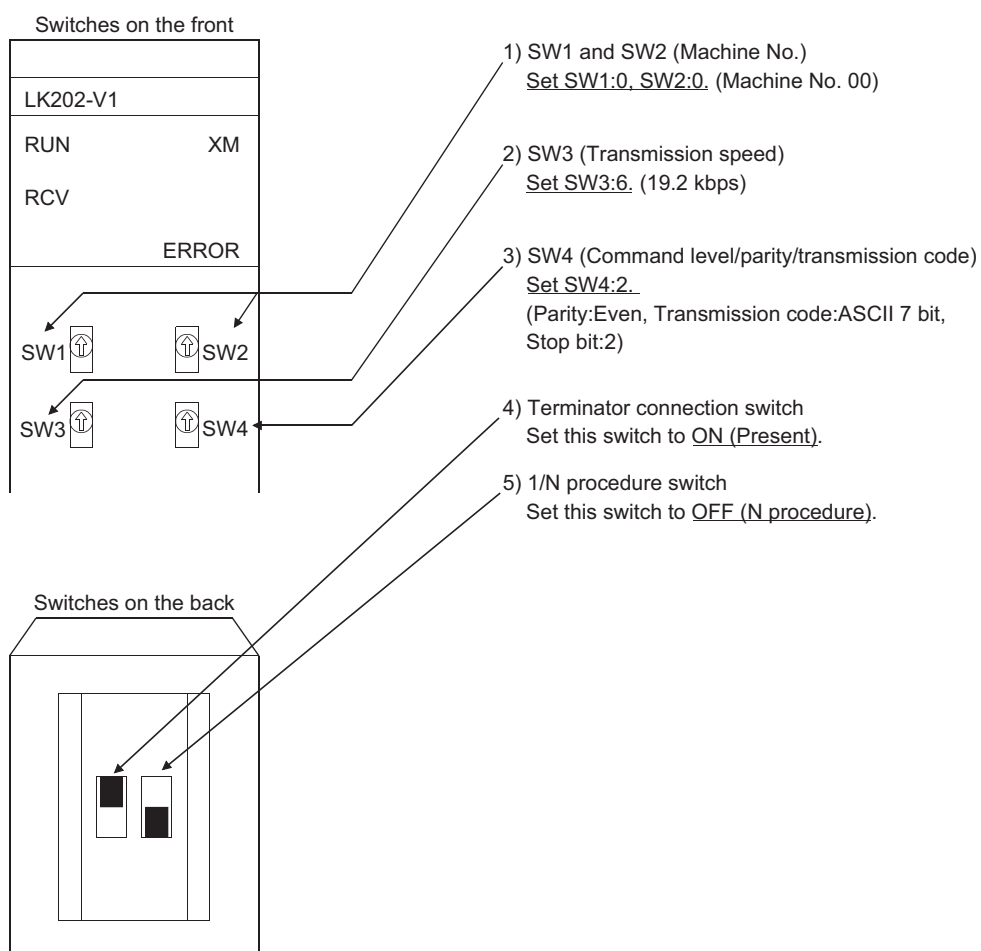 Switches on the front
LK202-V1
RUN XM
RCV
ERROR
SW1 SW2
SW3 SW4
1) SW1 and SW2 (Machine No.)
Set SW1:0, SW2:0. (Machine No. 00)
2) SW3 (Transmission speed)
Set SW3:6. (19.2 kbps)
3) SW4 (Command level/parity/transmission code)
Set SW4:2.
(Parity:Even, Transmission code:ASCII 7 bit,
Stop bit:2)
4) Terminator connection switch
Set this switch to ON (Present).
5) 1/N procedure switch
Set this switch to OFF (N procedure).
Switches on the back